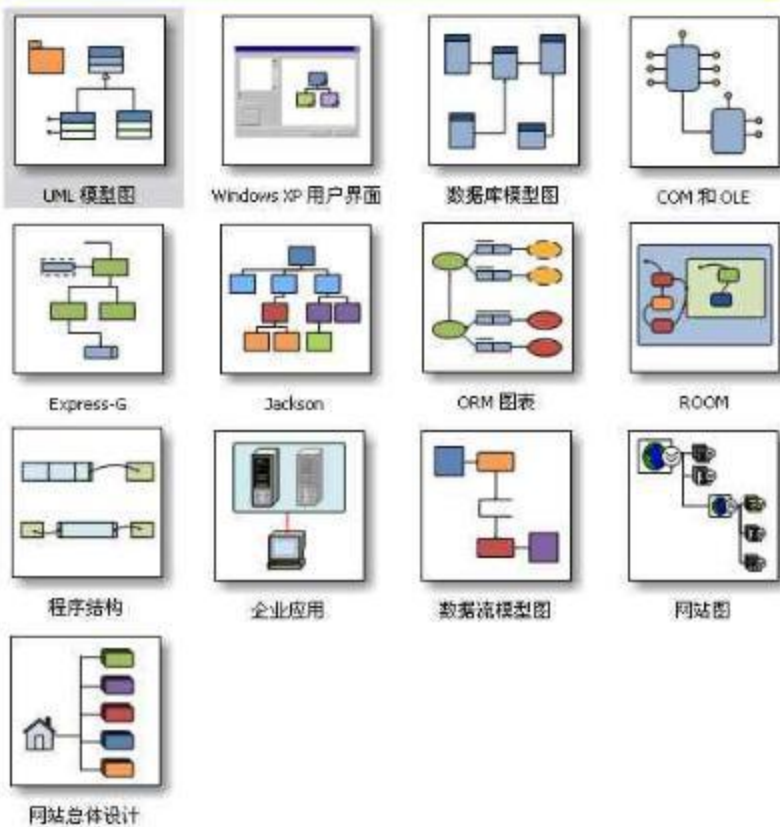 UML 模型图
Windows XP 用户界面
数据库模型图
COM 和 OLE
Express-G
Jackson
ORM 图表
ROOM
程序结构
企业应用
数据流模型图
网站图
网站总体设计